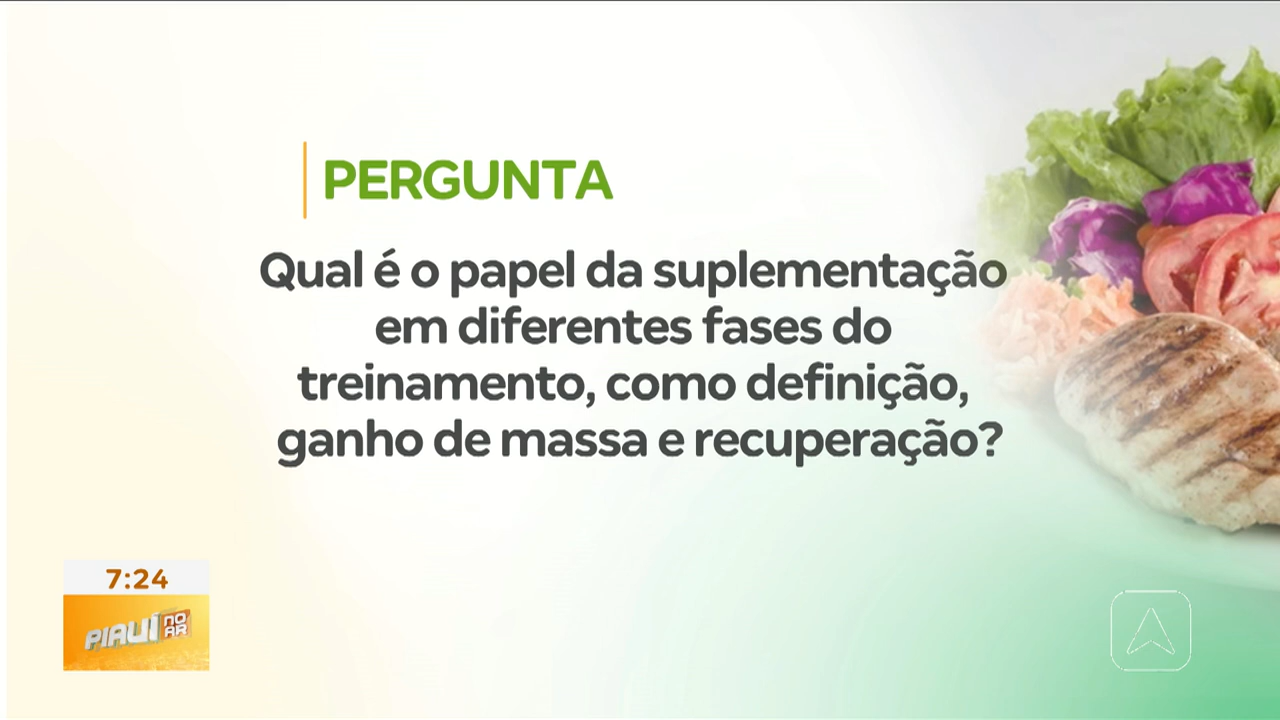 PERGUNTA
Qual é o papel da suplementação
em diferentes fases do
treinamento, como definição,
ganho de massa e recuperação?
7:24
PIAUÍ NO AR